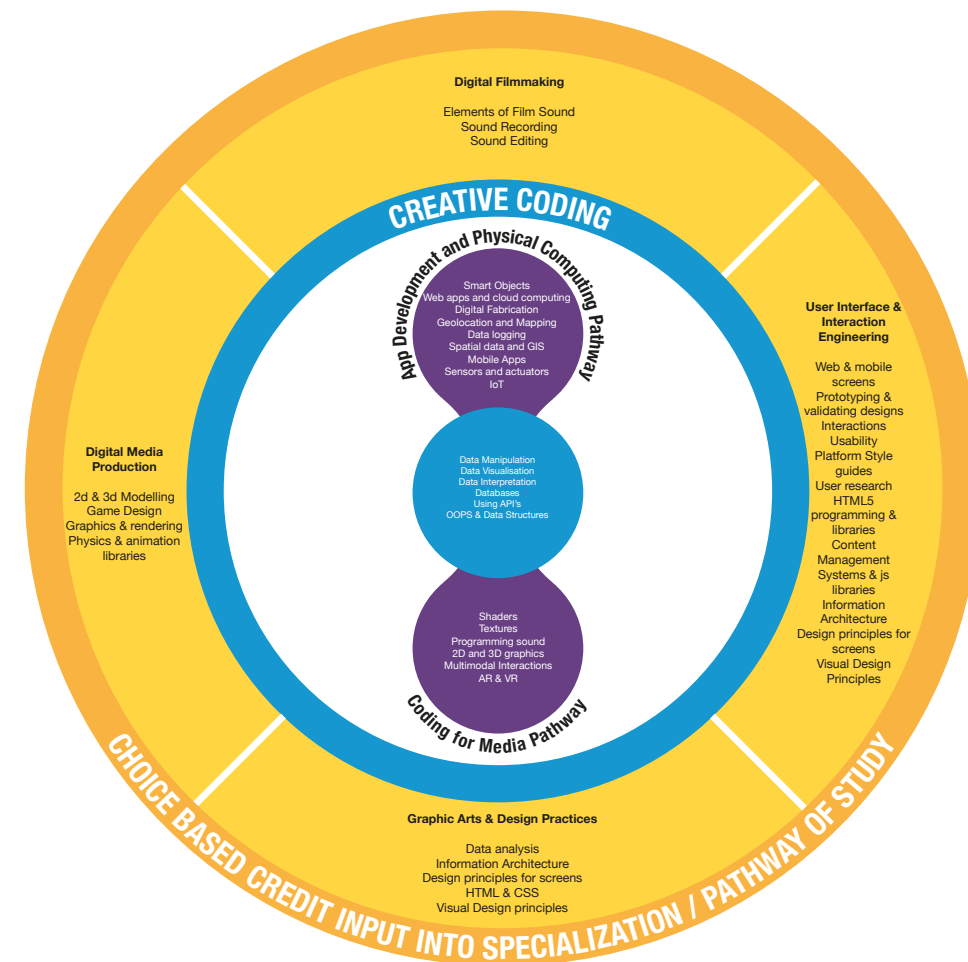 Digital Filmmaking
Elements of Film Sound
Sound Recording
Sound Editing
CREATIVE CODING
App Development and Physical Computing Pathway
Smart Objects
Web apps and cloud computing
Digital Fabrication
Geolocation and Mapping
Data logging
Spatial data and GIS
Mobile Apps
Sensors and actuators
IoT
Data Manipulation
Data Visualisation
Data Interpretation
Databases
Using API's
OOPS & Data Structures
Shaders
Textures
Programming sound
2D and 3D graphics
Multimodal Interactions
AR & VR
Coding for Media Pathway
Digital Media
Production
2d & 3d Modelling
Game Design
Graphics & rendering
Physics & animation
libraries
User Interface &
Interaction
Engineering
Web & mobile
screens
Prototyping &
validating designs
Interactions
Usability
Platform Style
guides
User research
HTML5
programming &
libraries
Content
Management
Systems & js
libraries
Information
Architecture
Design principles for
screens
Visual Design
Principles
Graphic Arts & Design Practices
Data analysis
Information Architecture
Design principles for screens
HTML & CSS
Visual Design principles
CHOICE BASED CREDIT INPUT INTO SPECIALIZATION / PATHWAY OF STUDY